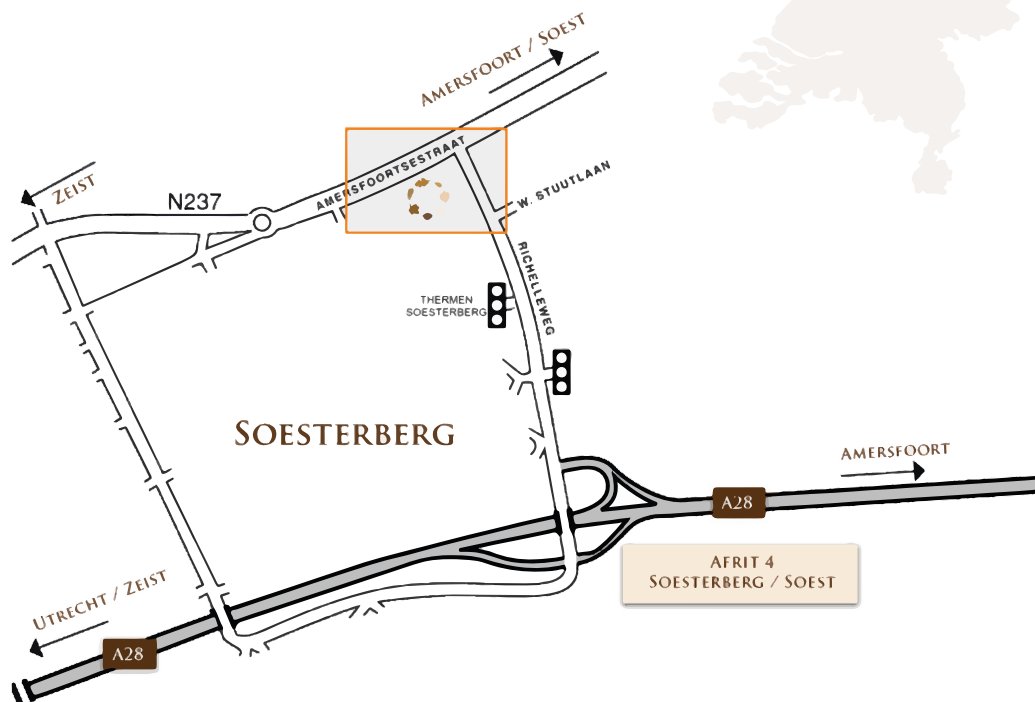 AMERSFOORT / SOEST
ZEIST
N237
AMERSFOORTSESTRAAT
W. STUUTLAAN
RICHELLEWEG
THERMEN
SOESTERBERG
SOESTERBERG
AMERSFOORT
A28
AFRIT 4
SOESTERBERG / SOEST
UTRECHT / ZEIST
A28